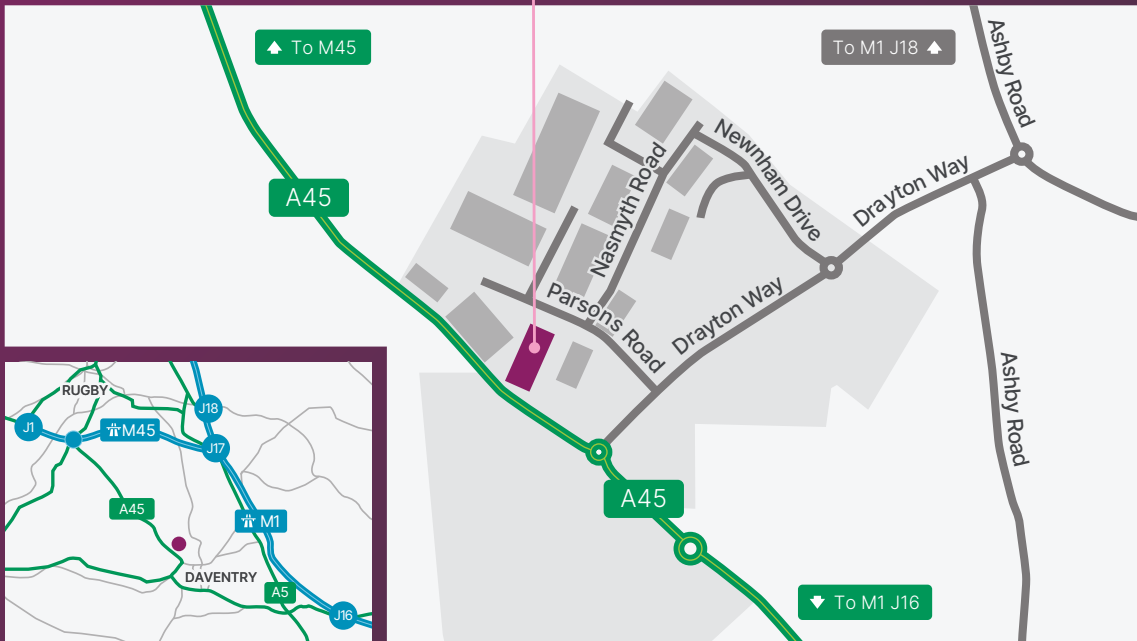 To M45
To M1 J18
Ashby Road
Newnham Drive
Nasmyth Road
Drayton Way
A45
Parsons Road
Drayton Way
Ashby Road
RUGBY
J18
J1
M45
J17
A45
M1
DAVENTRY
A5
J16
A45
To M1 J16